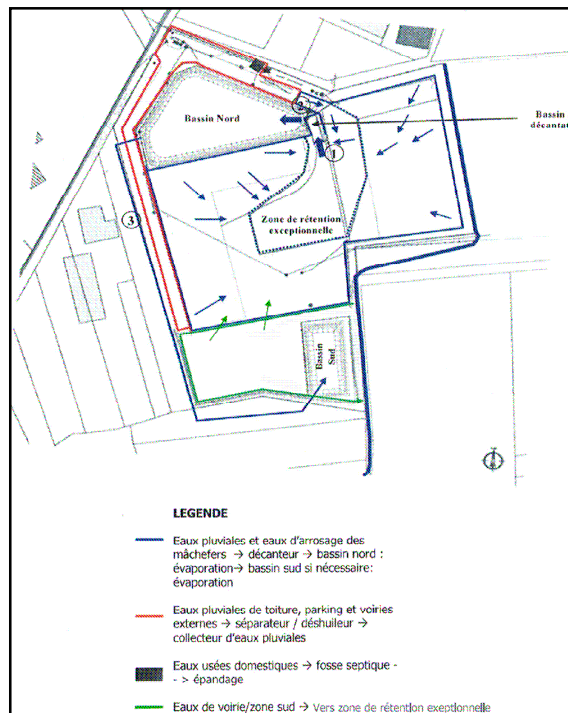 Bassin Nord
2
1
Bassin
décantat
Zone de rétention
exceptionnelle
3
Bassin
Sud
LEGENDE
Eaux pluviales et eaux d'arrosage des
mâchefers → décanteur → bassin nord :
évaporation→ bassin sud si nécessaire:
évaporation
Eaux pluviales de toiture, parking et voiries
externes → séparateur / déshuileur →
collecteur d'eaux pluviales
Eaux usées domestiques → fosse septique -
- > épandage
Eaux de voirie/zone sud → Vers zone de rétention exeptionnelle